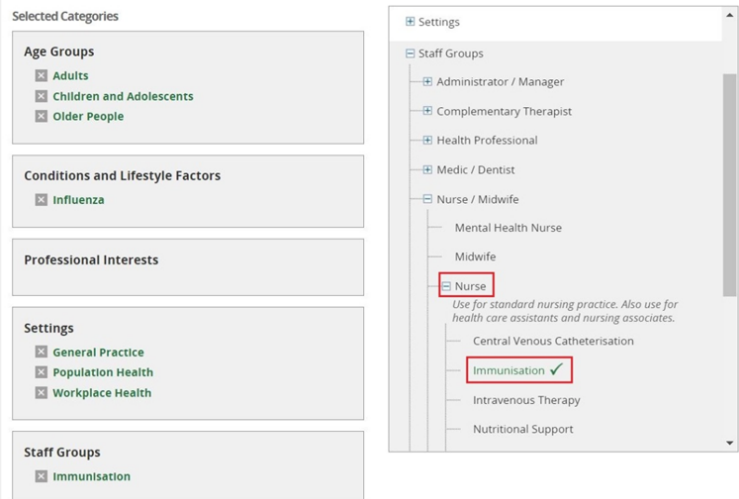 Selected Categories
Age Groups
Adults
Children and Adolescents
Older People
Conditions and Lifestyle Factors
Influenza
Professional Interests
Settings
General Practice
Population Health
Workplace Health
Staff Groups
Immunisation
Settings
Staff Groups
Administrator / Manager
Complementary Therapist
Health Professional
Medic / Dentist
Nurse / Midwife
Mental Health Nurse
Midwife
Nurse
Use for standard nursing practice. Also use for
health care assistants and nursing associates.
Central Venous Catheterisation
Immunisation ✓
Intravenous Therapy
Nutritional Support